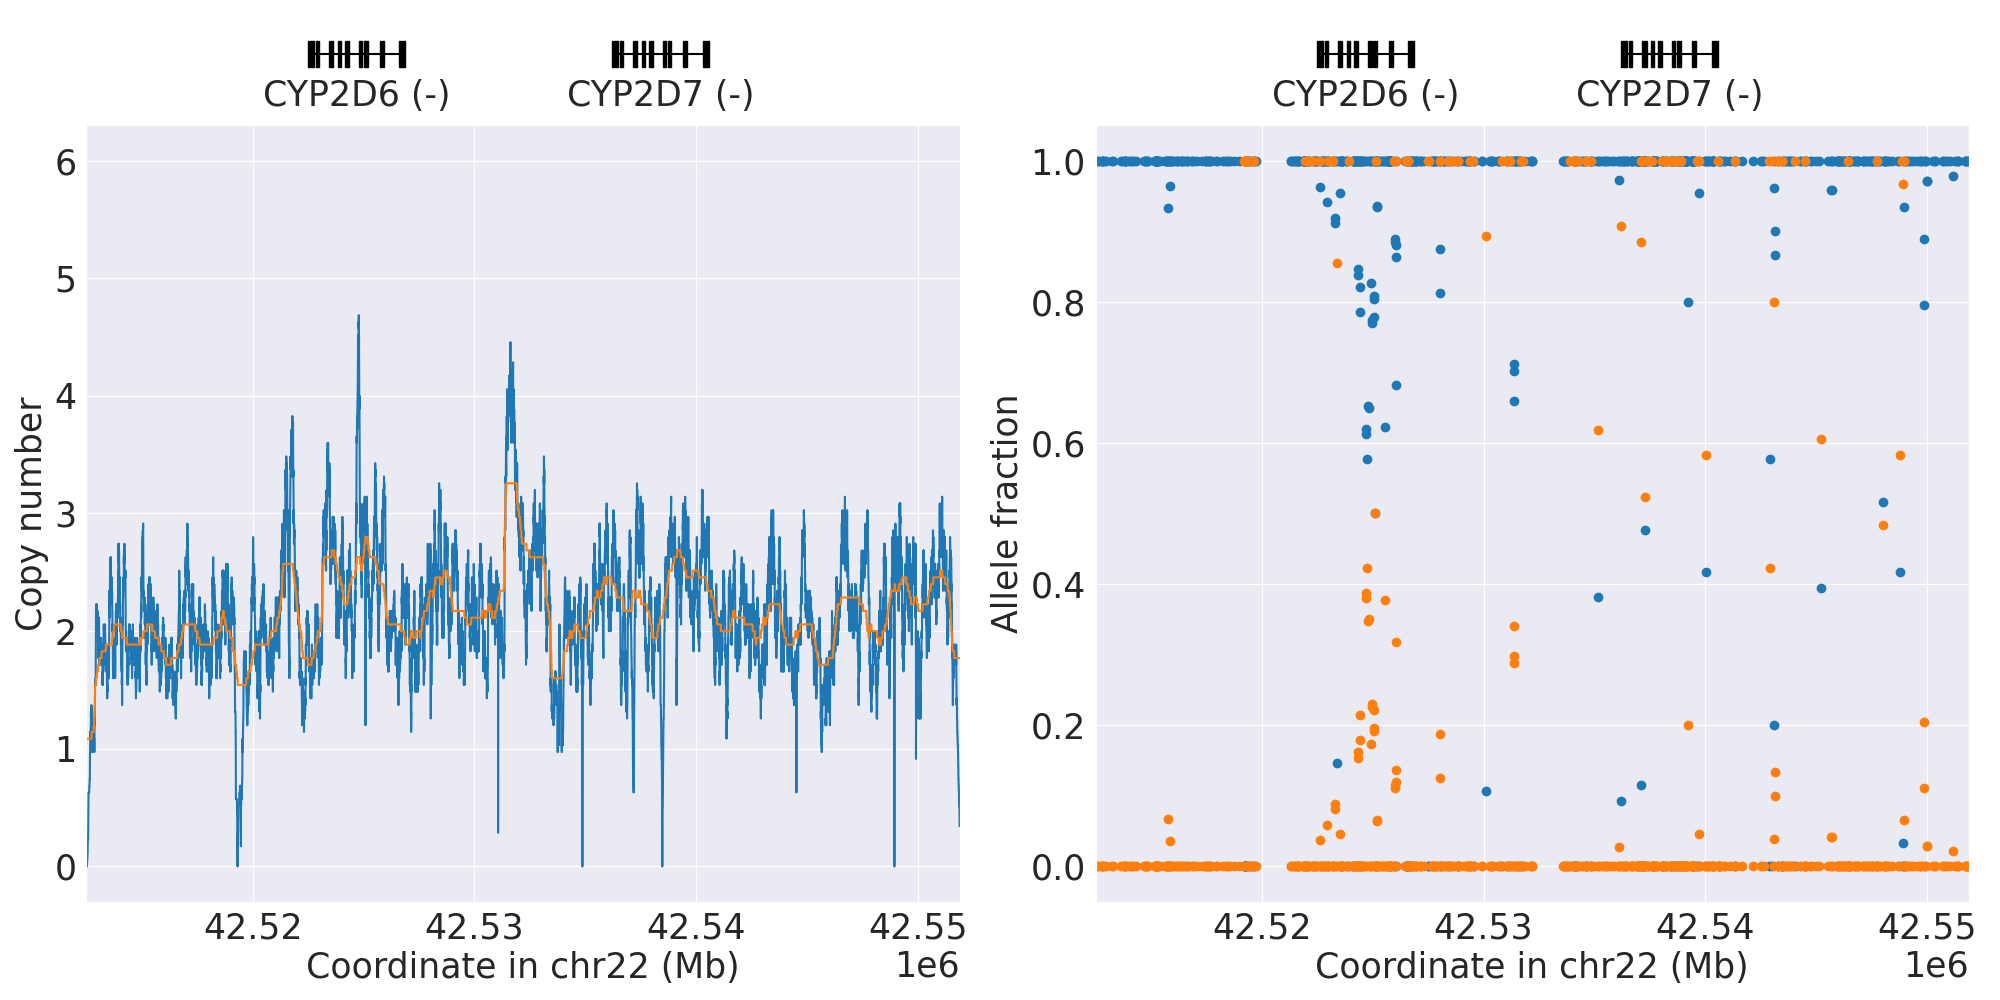 CYP2D6 (-)
CYP2D7 (-)
6
5
4
3
2
1
0
Copy number
42.52
42.53
42.54
42.55
1e6
Coordinate in chr22 (Mb)
CYP2D6 (-)
CYP2D7 (-)
1.0
0.8
0.6
0.4
0.2
0.0
Allele fraction
42.52
42.53
42.54
42.55
1e6
Coordinate in chr22 (Mb)